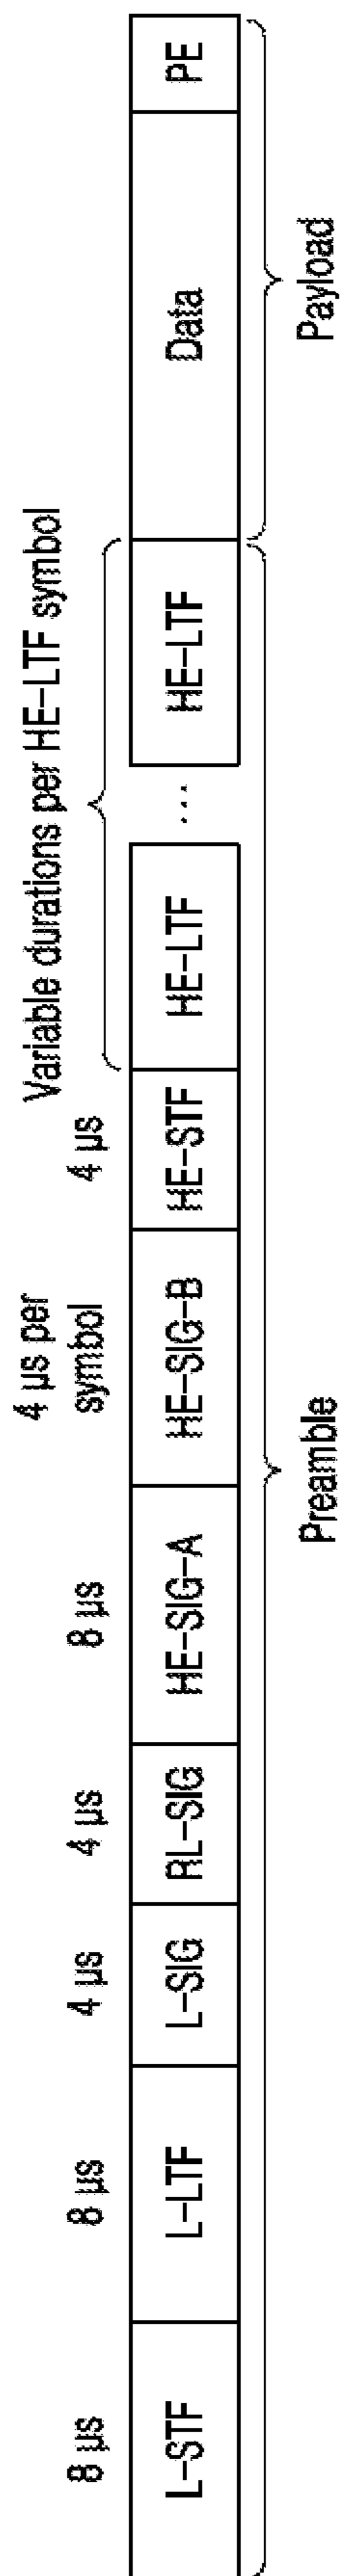 Variable durations per HE-LTF symbol
8 µs
8 µs
4 µs
4 µs
8 µs
4 µs per
symbol
4 µs
L-STF
L-LTF
L-SIG
RL-SIG
HE-SIG-A
HE-SIG-B
HE-STF
HE-LTF
...
HE-LTF
Data
PE
Preamble
Payload